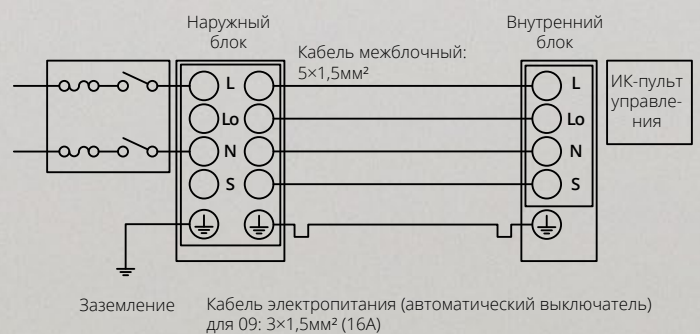 Наружный
блок
Внутренний
блок
Кабель межблочный:
5×1,5мм²
L
L
ИК-пульт
управле-
ния
Lo
Lo
N
N
S
S
Заземление
Кабель электропитания (автоматический выключатель)
для 09: 3×1,5мм² (16А)